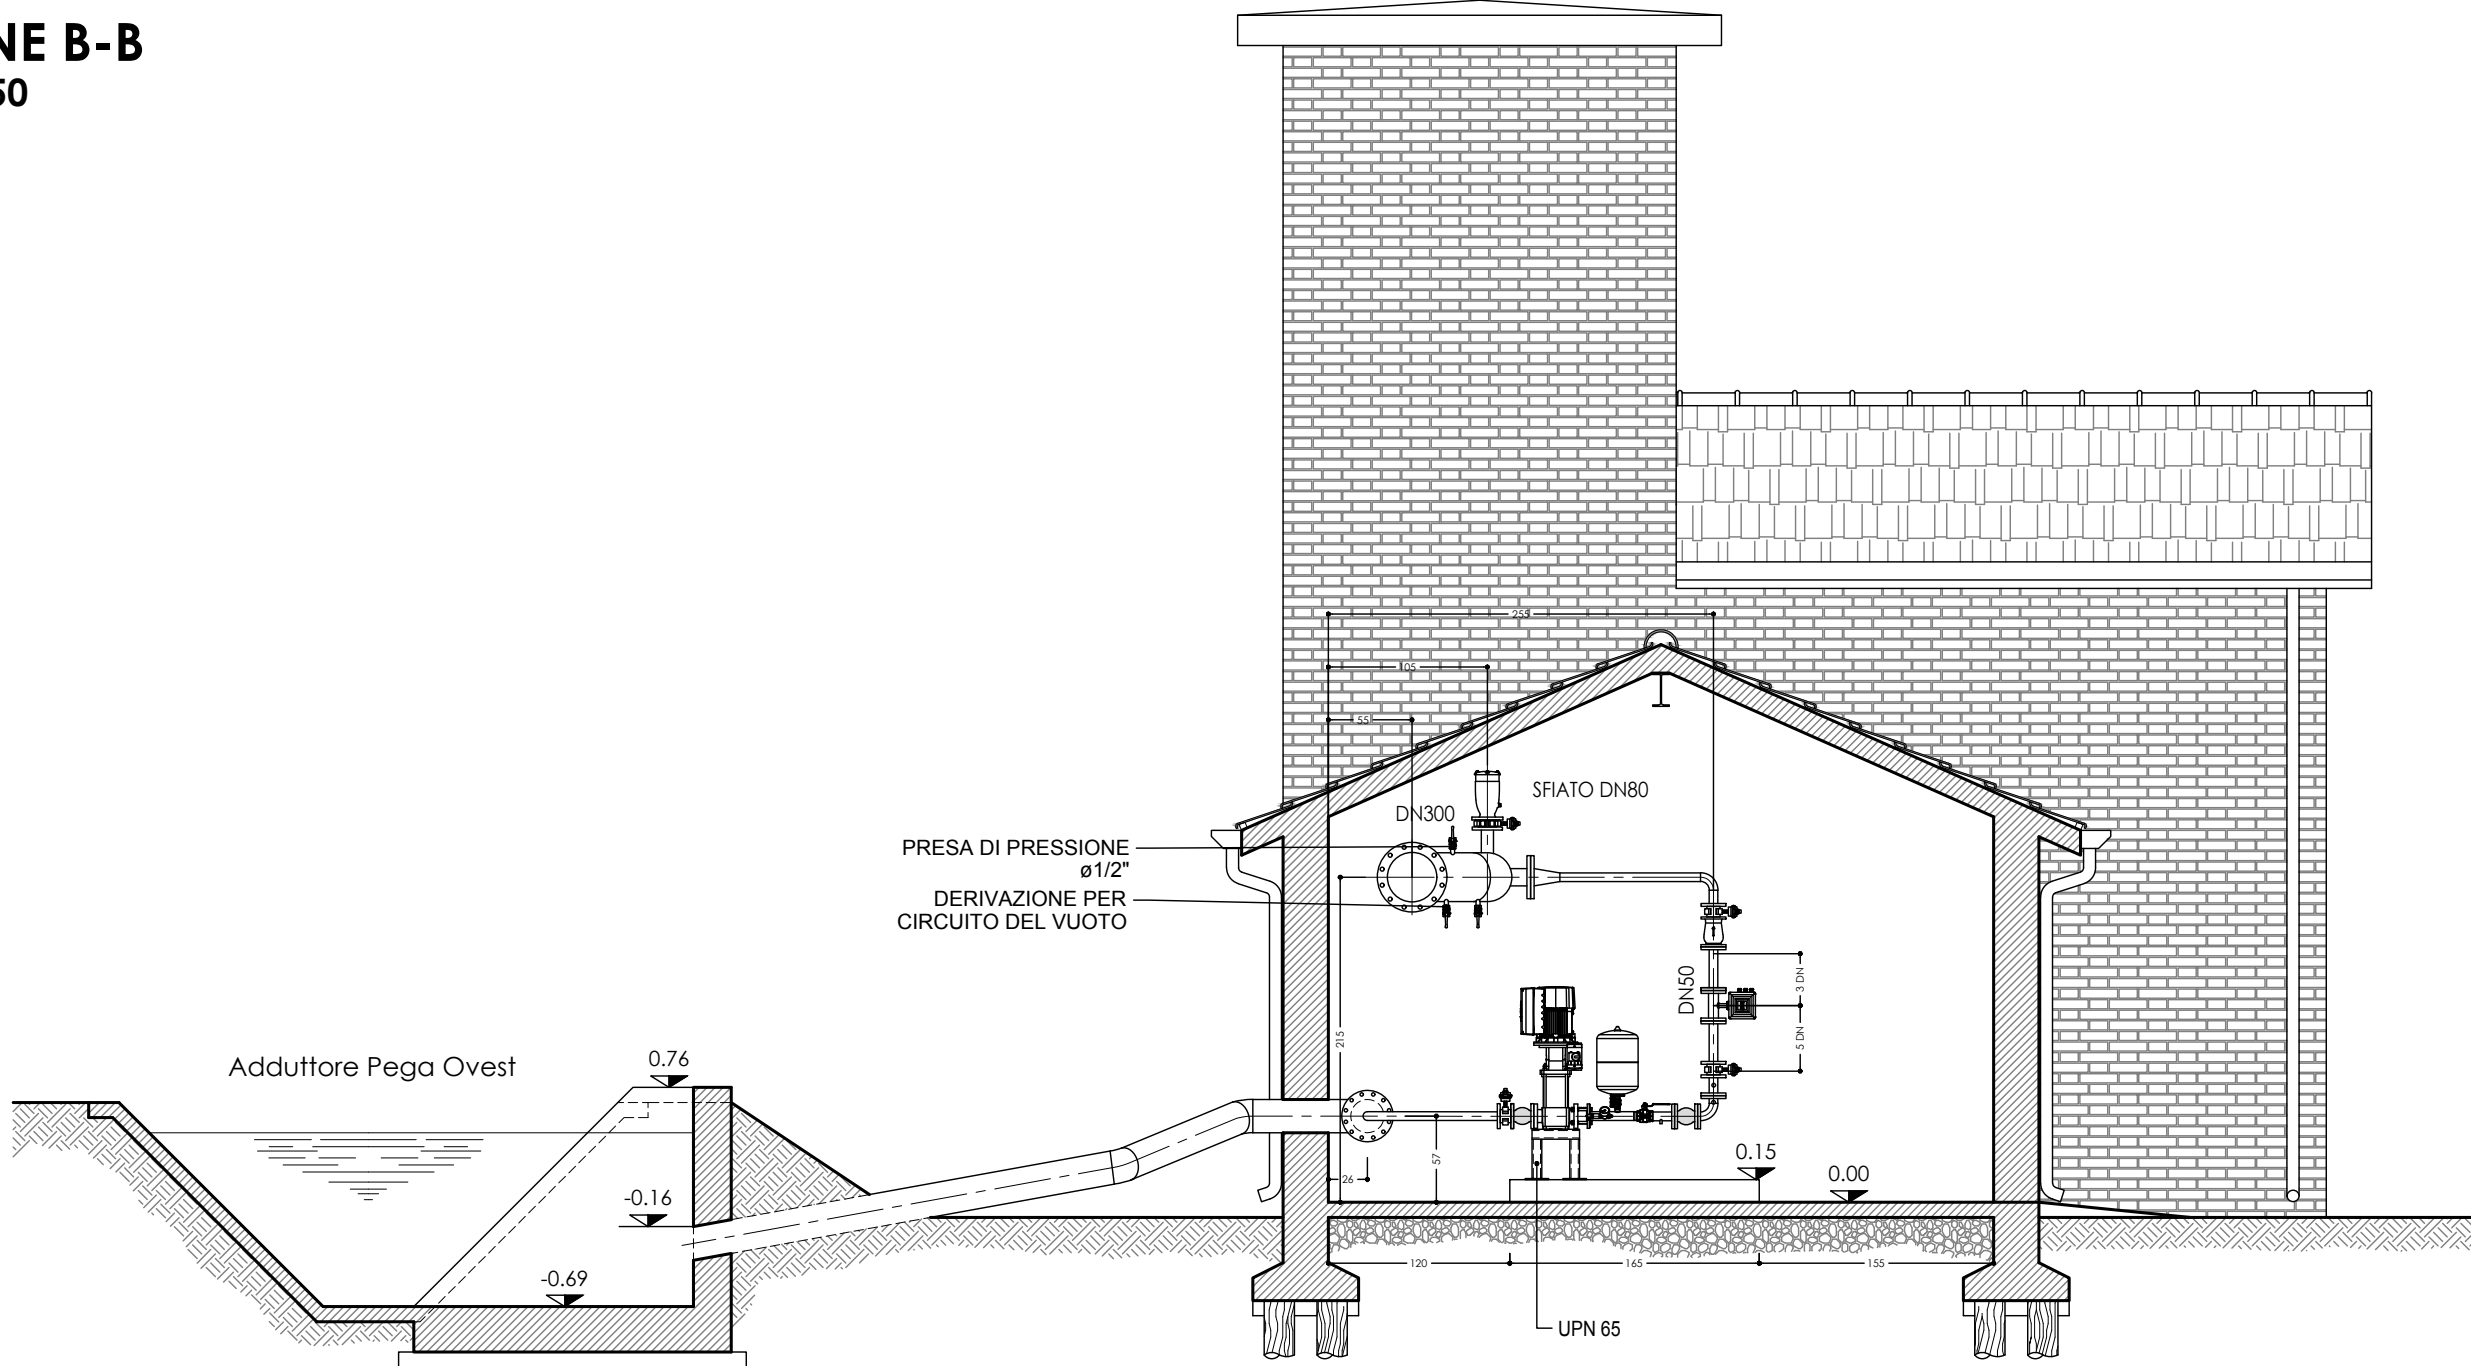 NE B-B
50
255
105
55
SFIATO DN80
DN300
PRESA DI PRESSIONE
ø1/2"
DERIVAZIONE PER
CIRCUITO DEL VUOTO
DN50
3 DN
5 DN
215
Adduttore Pega Ovest
0.76
57
0.15
0.00
26
-0.16
-0.69
120
165
155
UPN 65